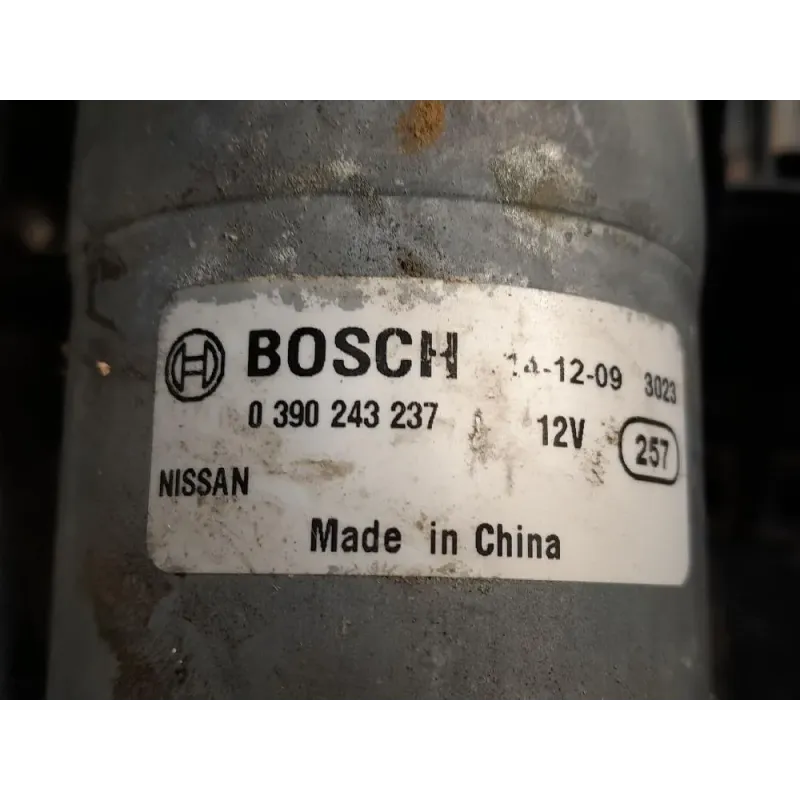 BOSCH 14-12-09 3023
0 390 243 237 12V 257
NISSAN
Made in China